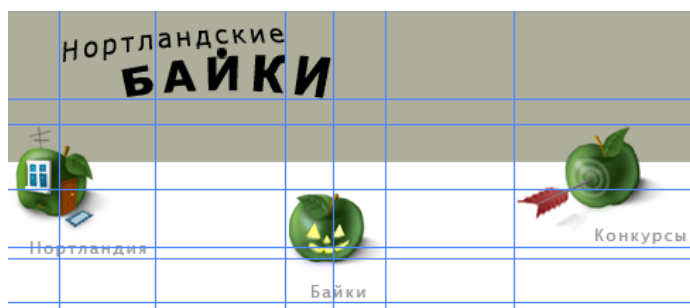 Нортландские
БАЙКИ
Нортландия
Конкурсы
Байки